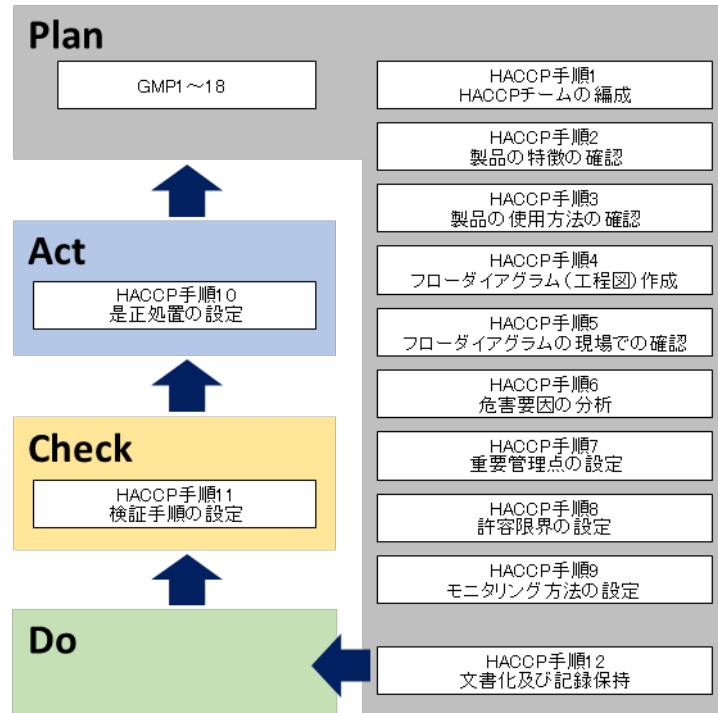 Plan
GMP1～18
HACCP手順1
HACCPチームの編成
HACCP手順2
製品の特徴の確認
HACCP手順3
製品の使用方法の確認
HACCP手順4
フローダイアグラム(工程図)作成
HACCP手順5
フローダイアグラムの現場での確認
HACCP手順6
危害要因の分析
HACCP手順7
重要管理点の設定
HACCP手順8
許容限界の設定
HACCP手順9
モニタリング方法の設定
HACCP手順12
文書化及び記録保持
Act
HACCP手順10
是正処置の設定
Check
HACCP手順11
検証手順の設定
Do